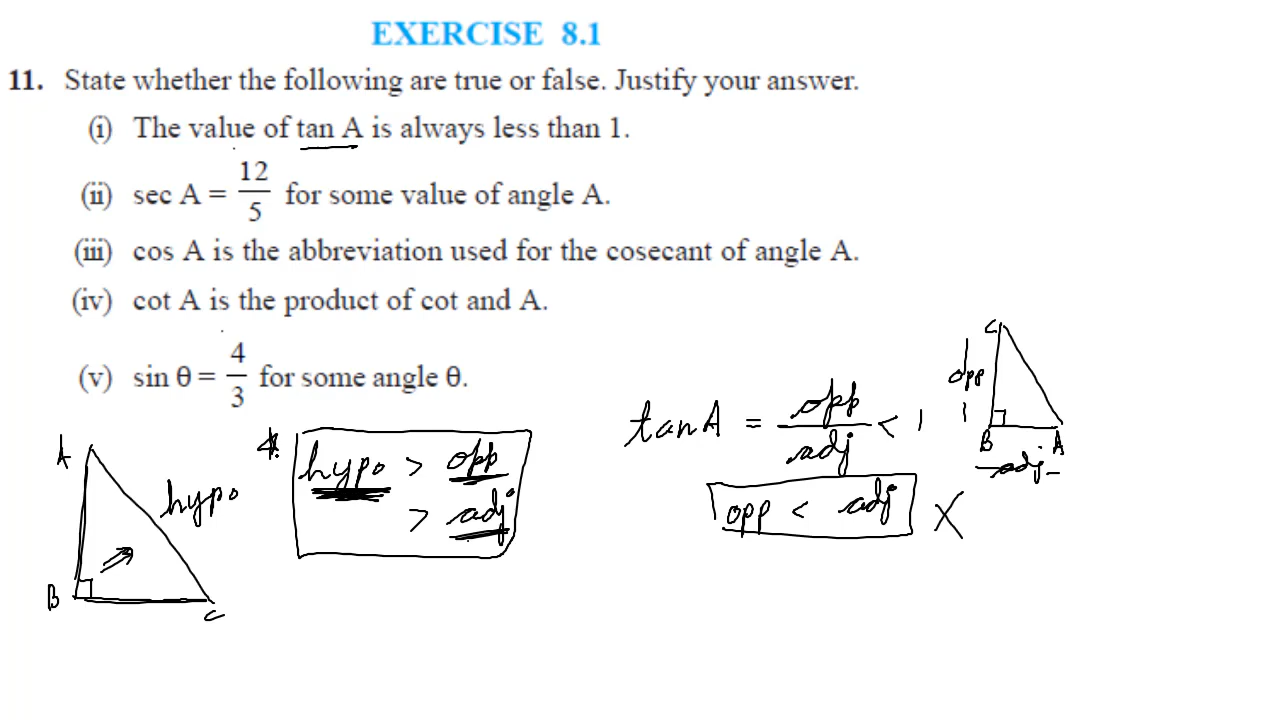 EXERCISE 8.1
11. State whether the following are true or false. Justify your answer.
(i) The value of tan A is always less than 1.
(ii) sec A = 12/5 for some value of angle A.
(iii) cos A is the abbreviation used for the cosecant of angle A.
(iv) cot A is the product of cot and A.
(v) sin θ = 4/3 for some angle θ.
A
hypo
B
C
hypo > opp
> adj
tan A = opp/adj < 1
opp < adj X
C
opp
B
A
adj